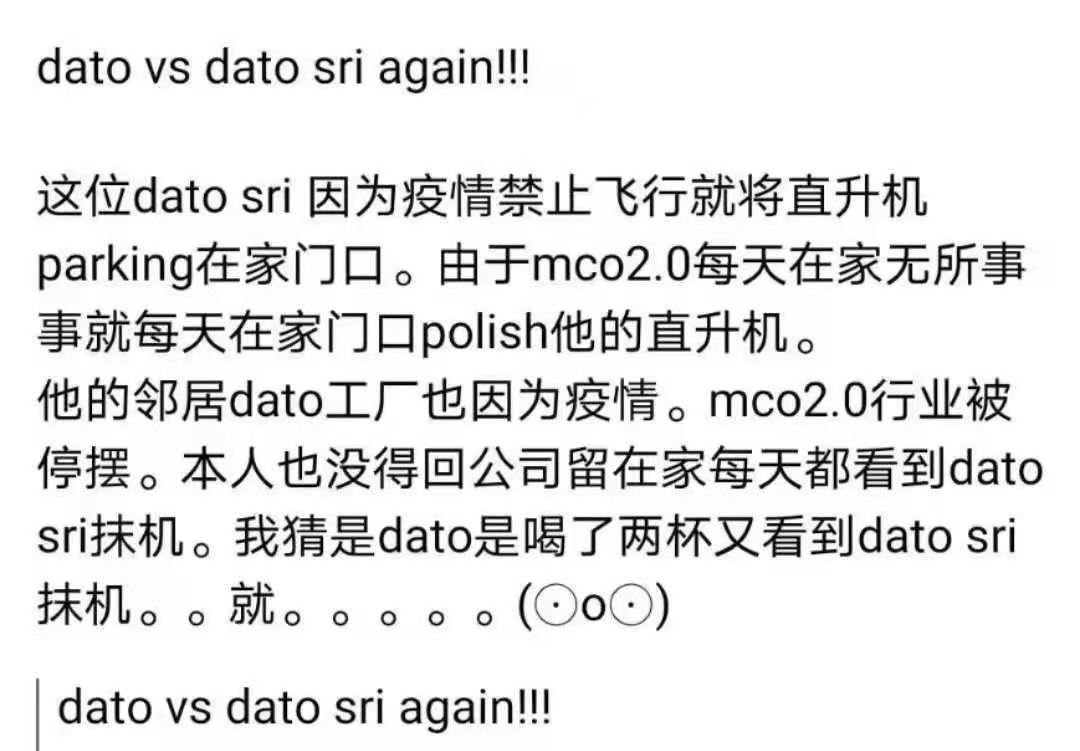 dato vs dato sri again!!!
这位dato sri 因为疫情禁止飞行就将直升机
parking在家门口。由于mco2.0每天在家无所事
事就每天在家门口polish他的直升机。
他的邻居dato工厂也因为疫情。mco2.0行业被
停摆。本人也没得回公司留在家每天都看到dato
sri抹机。我猜是dato是喝了两杯又看到dato sri
抹机。。就。。。。。(⊙o⊙)
dato vs dato sri again!!!